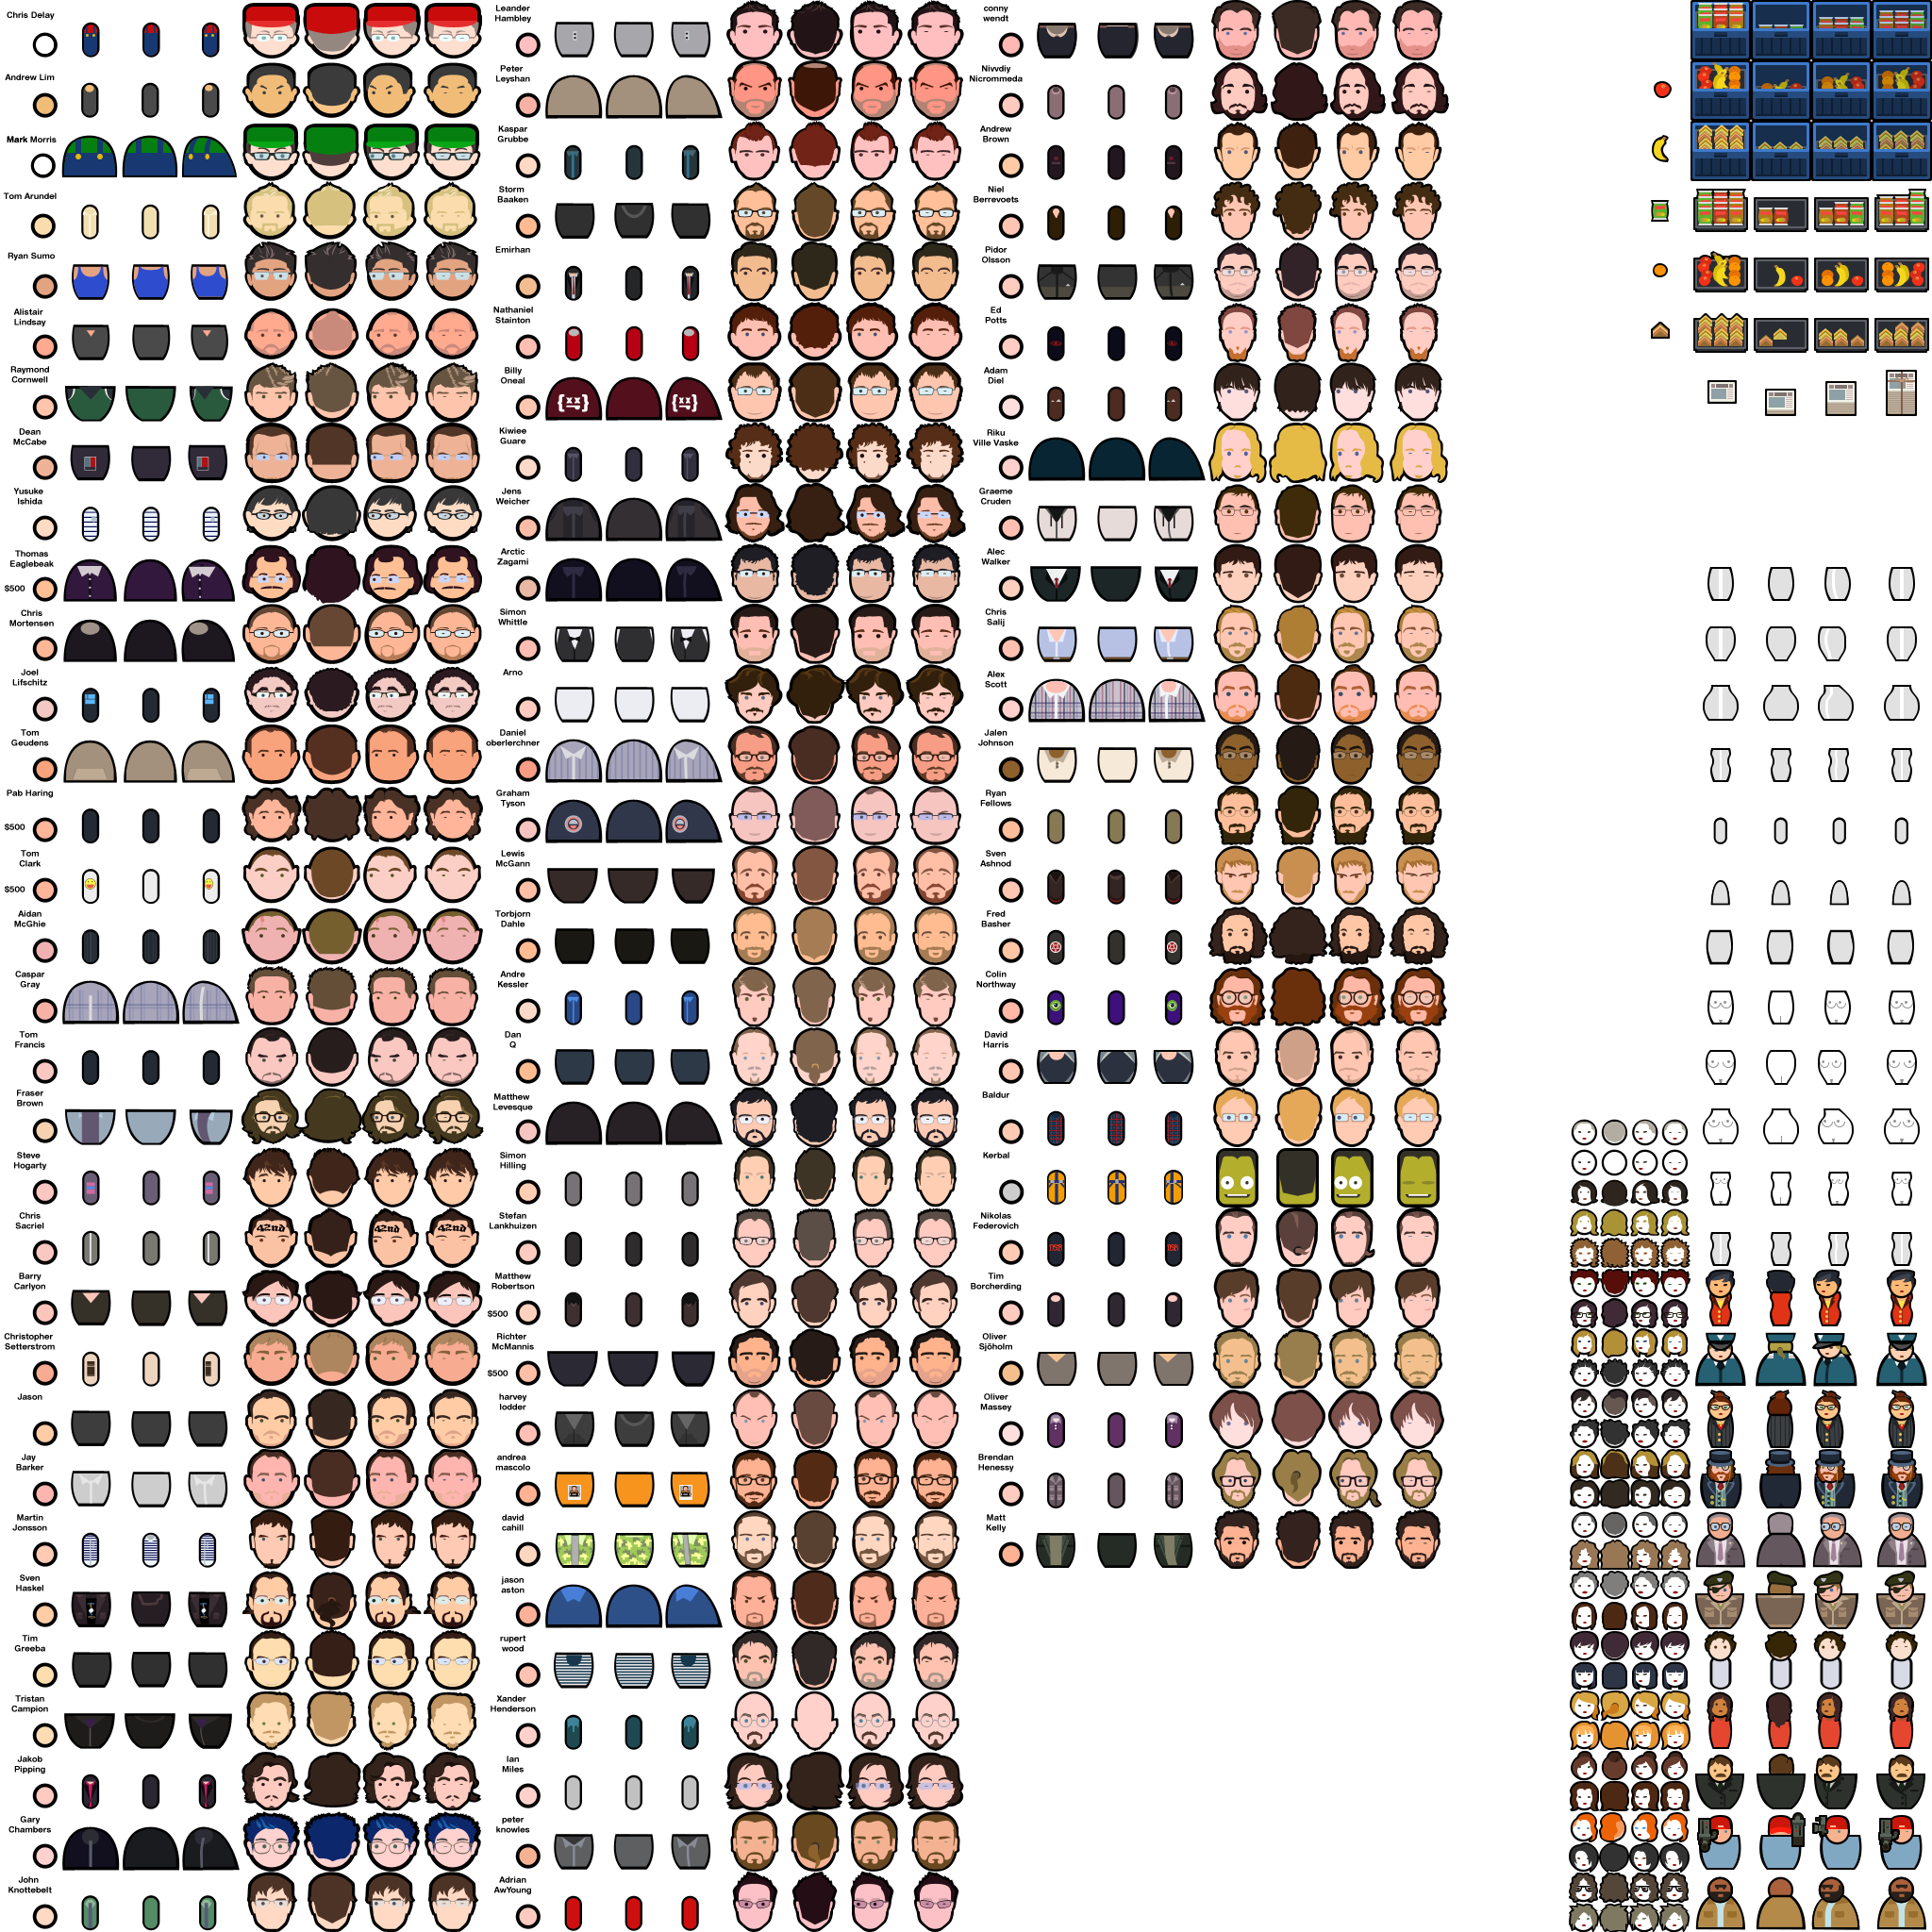 Chris Delay
Andrew Lim
Mark Morris
Tom Arundel
Ryan Sumo
Alistair
Lindsay
Raymond
Cornwell
Dean
McCabe
Yusuke
Ishida
Thomas
Eaglebeak
$500
Chris
Mortensen
Joel
Lifschitz
Tom
Geudens
Pab Haring
$500
Tom
Clark
$500
Aidan
McGhie
Caspar
Gray
Tom
Francis
Fraser
Brown
Steve
Hogarty
Chris
Sacriel
42nd
42nd
42nd
Barry
Carlyon
Christopher
Setterstrom
Jason
Jay
Barker
Martin
Jonsson
Sven
Haskel
Tim
Greeba
Tristan
Campion
Jakob
Pipping
Gary
Chambers
John
Knottebelt
Leander
Hambley
Peter
Leyshan
Kaspar
Grubbe
Storm
Baaken
Emirhan
Nathaniel
Stainton
Billy
Oneal
Kiwiee
Guare
Jens
Weicher
Arctic
Zagami
Simon
Whittle
Arno
Daniel
oberlerchner
Graham
Tyson
Lewis
McGann
Torbjorn
Dahle
Andre
Kessler
Dan
Q
Matthew
Levesque
Simon
Hilling
Stefan
Lankhuizen
Matthew
Robertson
$500
Richter
McMannis
$500
harvey
lodder
andrea
mascolo
david
cahill
jason
aston
rupert
wood
Xander
Henderson
Ian
Miles
peter
knowles
Adrian
AwYoung
conny
wendt
Nivvdiy
Nicrommeda
Andrew
Brown
Niel
Berrevoets
Pidor
Olsson
Ed
Potts
Adam
Diel
Riku
Ville Vaske
Graeme
Cruden
Alec
Walker
Chris
Salij
Alex
Scott
Jalen
Johnson
Ryan
Fellows
Sven
Ashnod
Fred
Basher
Colin
Northway
David
Harris
Baldur
Kerbal
Nikolas
Federovich
Tim
Borcherding
Oliver
Sjöholm
Oliver
Massey
Brendan
Henessy
Matt
Kelly